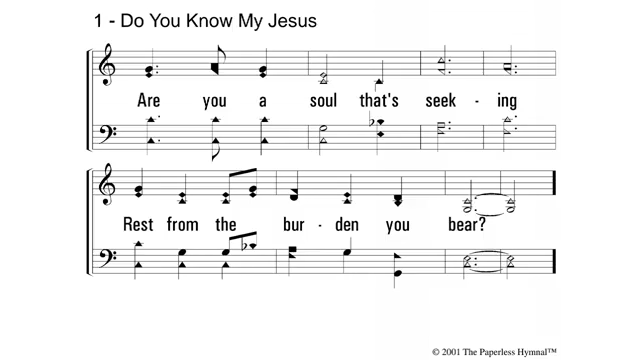 1 - Do You Know My Jesus
Are you a soul that's seek - ing
Rest from the bur - den you bear?
© 2001 The Paperless Hymnal™